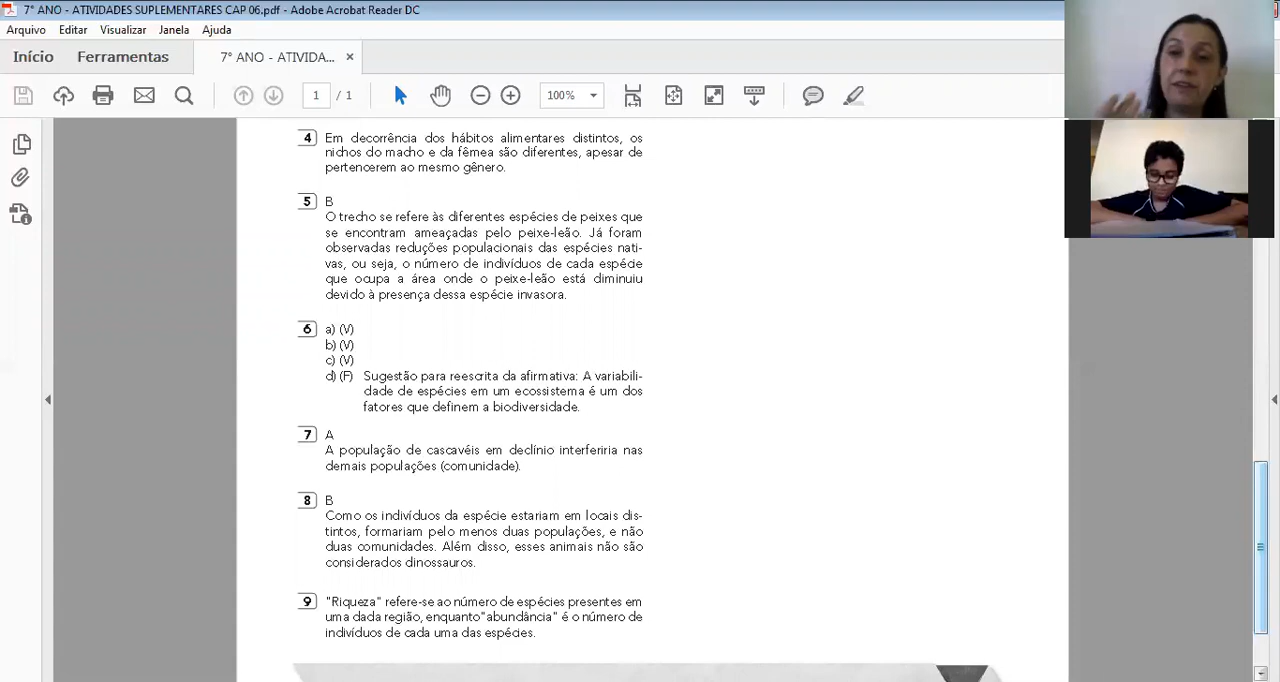 7° ANO - ATIVIDADES SUPLEMENTARES CAP 06.pdf - Adobe Acrobat Reader DC
Arquivo Editar Visualizar Janela Ajuda
Início Ferramentas 7° ANO - ATIVIDA... ×
1 / 1 100%
4 Em decorrência dos hábitos alimentares distintos, os
nichos do macho e da fêmea são diferentes, apesar de
pertencerem ao mesmo gênero.
5 B
O trecho se refere às diferentes espécies de peixes que
se encontram ameaçadas pelo peixe-leão. Já foram
observadas reduções populacionais das espécies nati-
vas, ou seja, o número de indivíduos de cada espécie
que ocupa a área onde o peixe-leão está diminuiu
devido à presença dessa espécie invasora.
6 a) (V)
b) (V)
c) (V)
d) (F) Sugestão para reescrita da afirmativa: A variabili-
dade de espécies em um ecossistema é um dos
fatores que definem a biodiversidade.
7 A
A população de cascavéis em declínio interferiria nas
demais populações (comunidade).
8 B
Como os indivíduos da espécie estariam em locais dis-
tintos, formariam pelo menos duas populações, e não
duas comunidades. Além disso, esses animais não são
considerados dinossauros.
9 "Riqueza" refere-se ao número de espécies presentes em
uma dada região, enquanto"abundância" é o número de
indivíduos de cada uma das espécies.